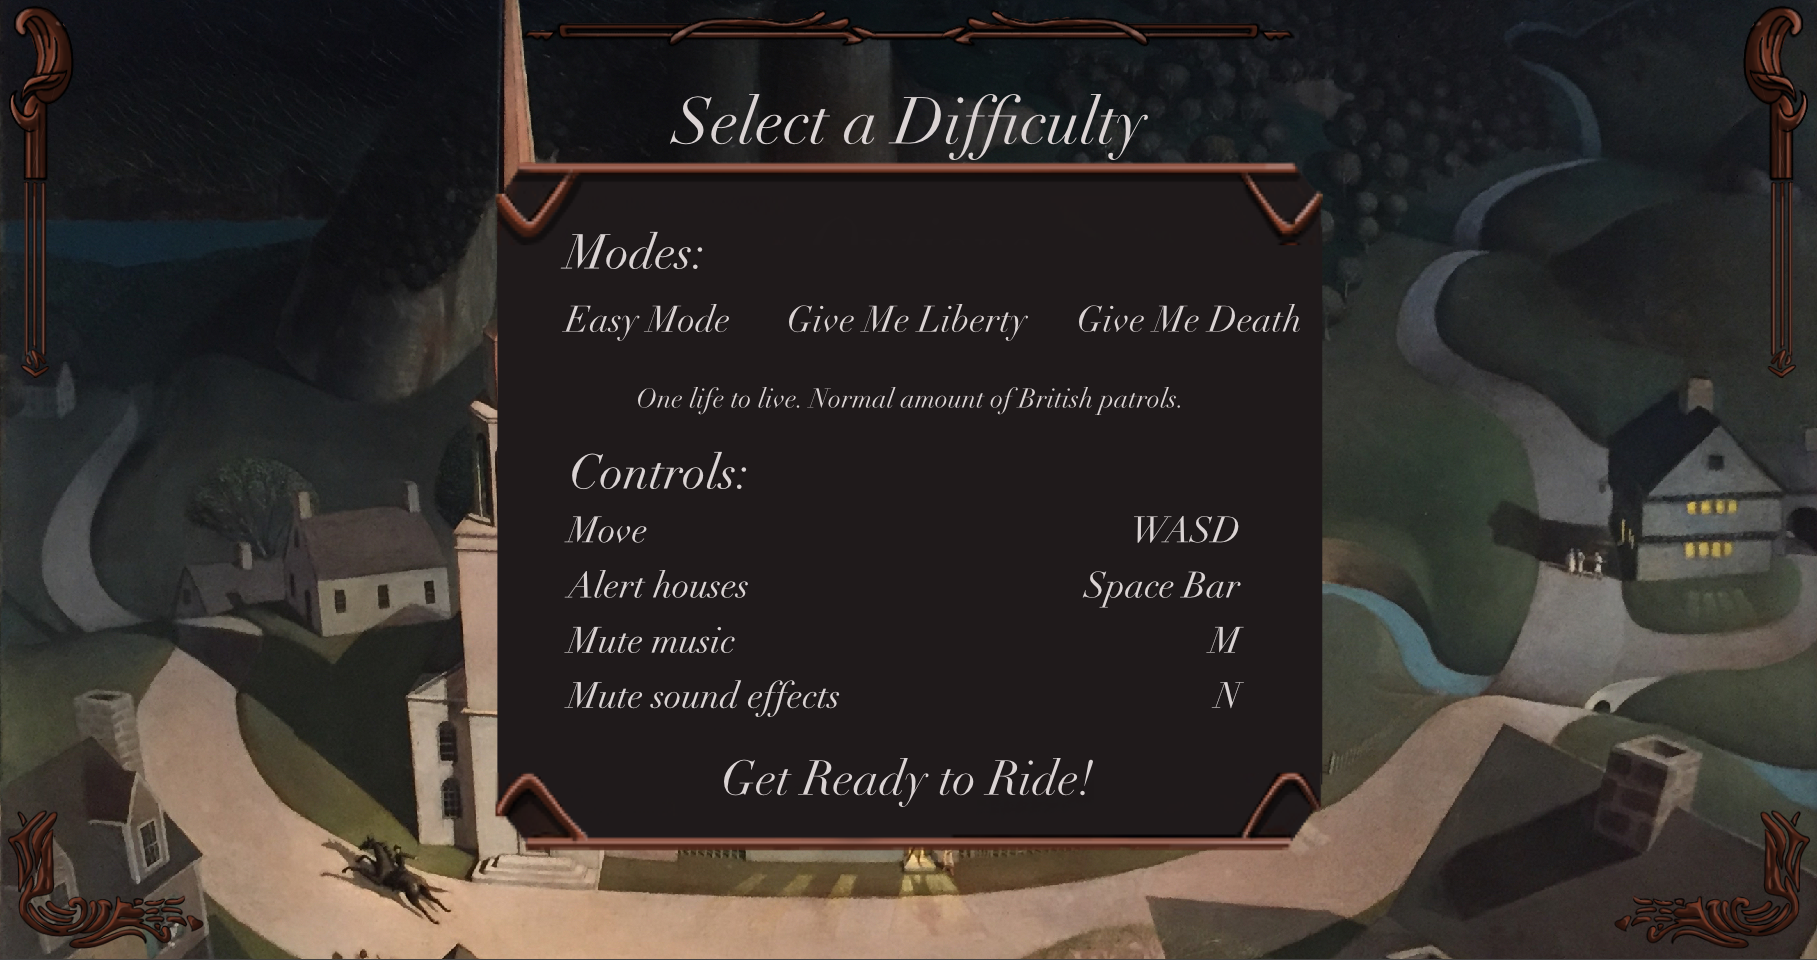 Select a Difficulty
Modes:
Easy Mode Give Me Liberty Give Me Death
One life to live. Normal amount of British patrols.
Controls:
Move WASD
Alert houses Space Bar
Mute music M
Mute sound effects N
Get Ready to Ride!